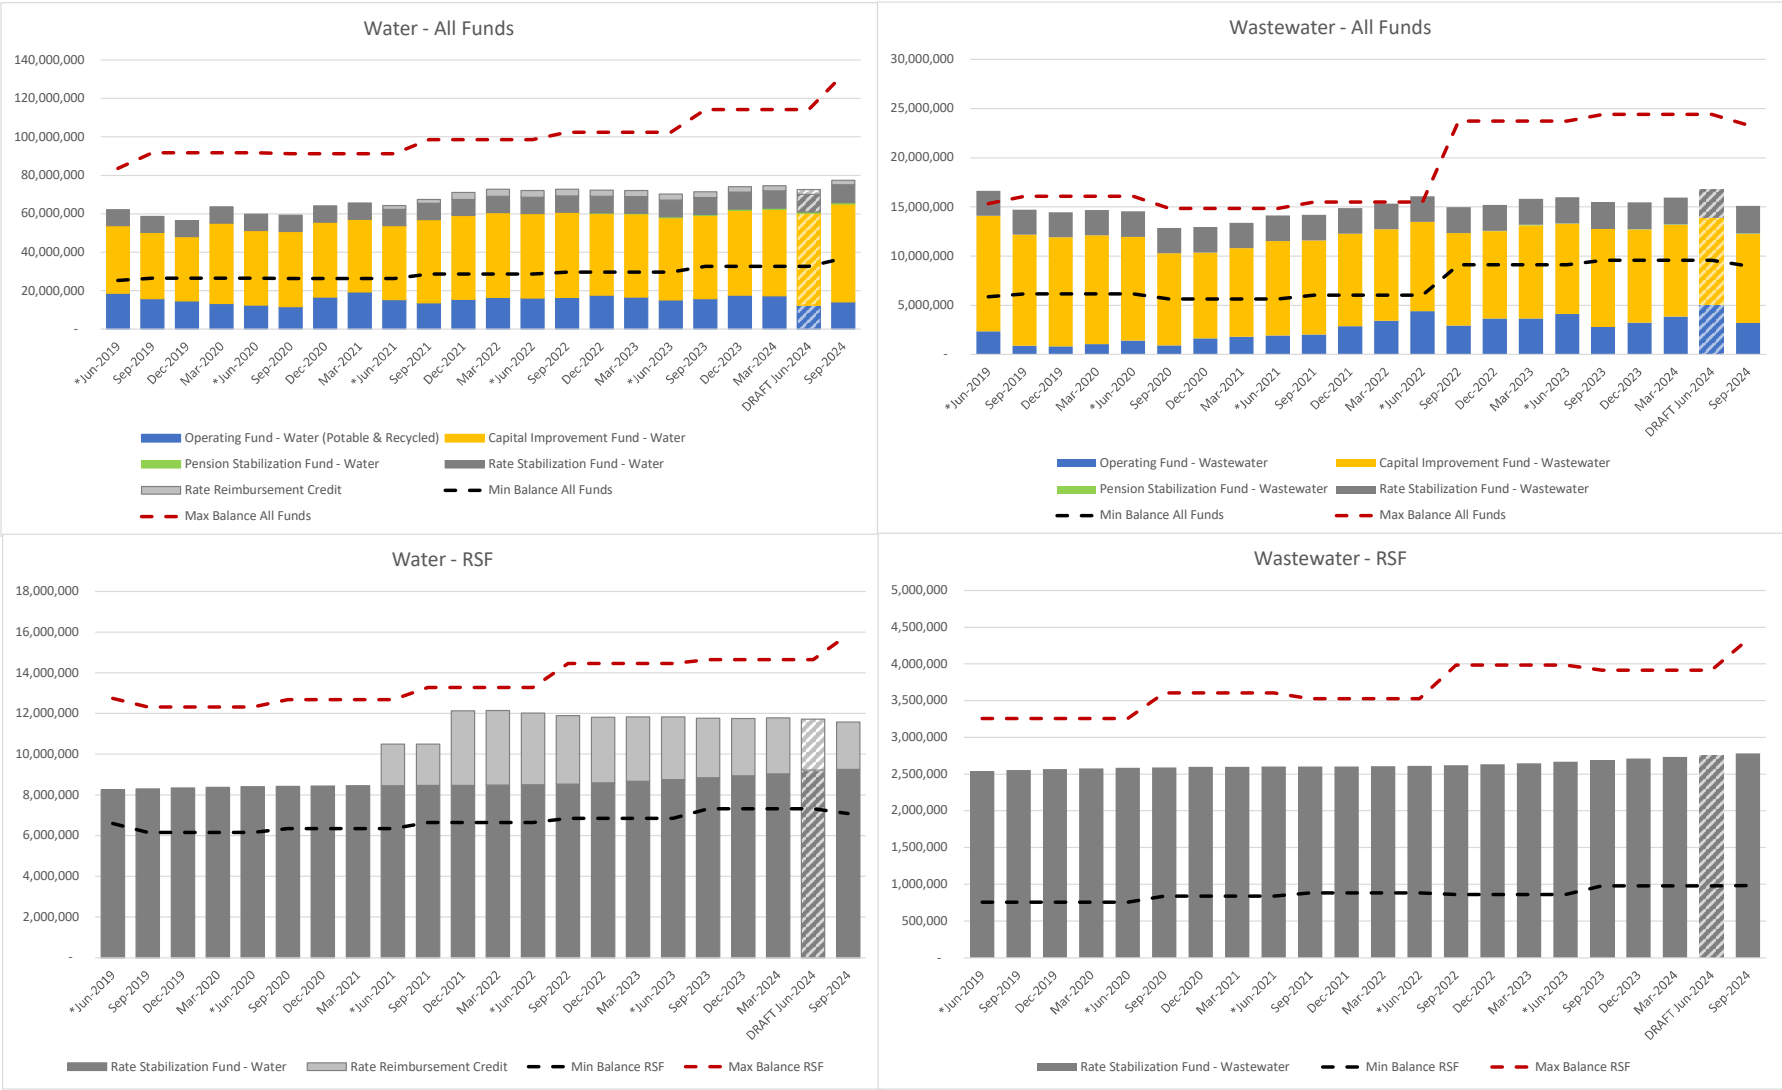 Water - All Funds
140,000,000
120,000,000
100,000,000
80,000,000
60,000,000
40,000,000
20,000,000
-
*Jun-2019 Sep-2019 Dec-2019 Mar-2020 *Jun-2020 Sep-2020 Dec-2020 Mar-2021 *Jun-2021 Sep-2021 Dec-2021 Mar-2022 *Jun-2022 Sep-2022 Dec-2022 Mar-2023 *Jun-2023 Sep-2023 Dec-2023 Mar-2024 DRAFT Jun-2024 Sep-2024
Operating Fund - Water (Potable & Recycled) Capital Improvement Fund - Water
Pension Stabilization Fund - Water Rate Stabilization Fund - Water
Rate Reimbursement Credit Min Balance All Funds
Max Balance All Funds
Wastewater - All Funds
30,000,000
25,000,000
20,000,000
15,000,000
10,000,000
5,000,000
-
*Jun-2019 Sep-2019 Dec-2019 Mar-2020 *Jun-2020 Sep-2020 Dec-2020 Mar-2021 *Jun-2021 Sep-2021 Dec-2021 Mar-2022 *Jun-2022 Sep-2022 Dec-2022 Mar-2023 *Jun-2023 Sep-2023 Dec-2023 Mar-2024 DRAFT Jun-2024 Sep-2024
Operating Fund - Wastewater Capital Improvement Fund - Wastewater
Pension Stabilization Fund - Wastewater Rate Stabilization Fund - Wastewater
Min Balance All Funds Max Balance All Funds
Water - RSF
18,000,000
16,000,000
14,000,000
12,000,000
10,000,000
8,000,000
6,000,000
4,000,000
2,000,000
-
*Jun-2019 Sep-2019 Dec-2019 Mar-2020 *Jun-2020 Sep-2020 Dec-2020 Mar-2021 *Jun-2021 Sep-2021 Dec-2021 Mar-2022 *Jun-2022 Sep-2022 Dec-2022 Mar-2023 *Jun-2023 Sep-2023 Dec-2023 Mar-2024 DRAFT Jun-2024 Sep-2024
Rate Stabilization Fund - Water Rate Reimbursement Credit Min Balance RSF Max Balance RSF
Wastewater - RSF
5,000,000
4,500,000
4,000,000
3,500,000
3,000,000
2,500,000
2,000,000
1,500,000
1,000,000
500,000
-
*Jun-2019 Sep-2019 Dec-2019 Mar-2020 *Jun-2020 Sep-2020 Dec-2020 Mar-2021 *Jun-2021 Sep-2021 Dec-2021 Mar-2022 *Jun-2022 Sep-2022 Dec-2022 Mar-2023 *Jun-2023 Sep-2023 Dec-2023 Mar-2024 DRAFT Jun-2024 Sep-2024
Rate Stabilization Fund - Wastewater Min Balance RSF Max Balance RSF